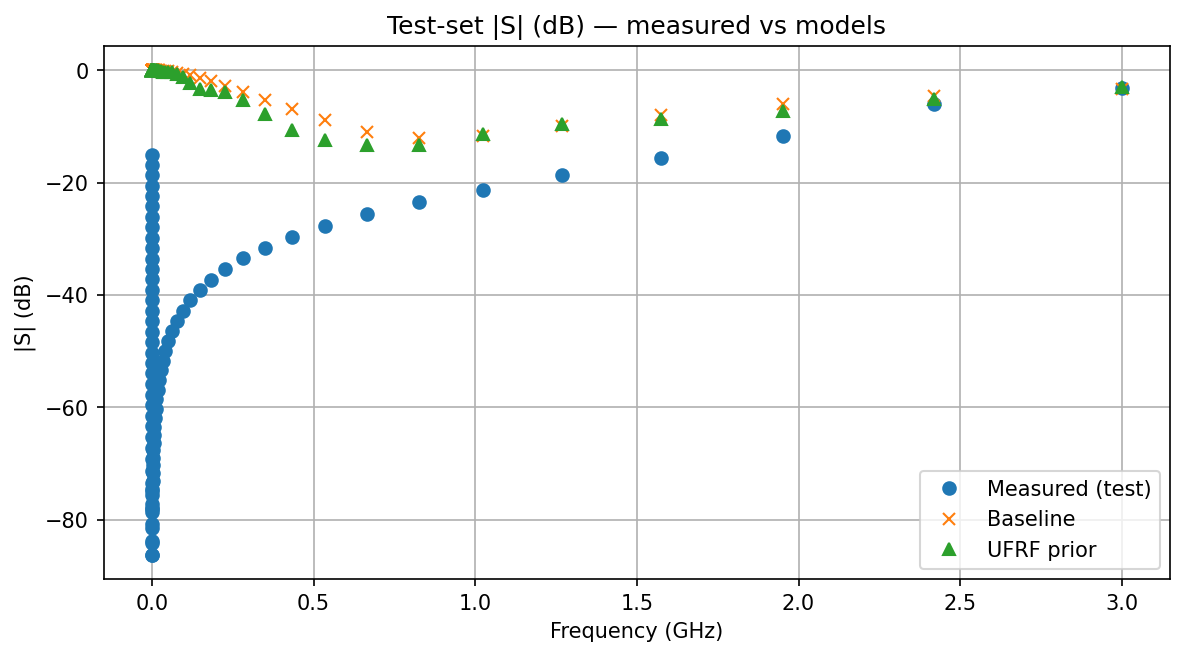 Test-set |S| (dB) — measured vs models
|S| (dB)
0
−20
−40
−60
−80
Measured (test)
Baseline
UFRF prior
0.0 0.5 1.0 1.5 2.0 2.5 3.0
Frequency (GHz)